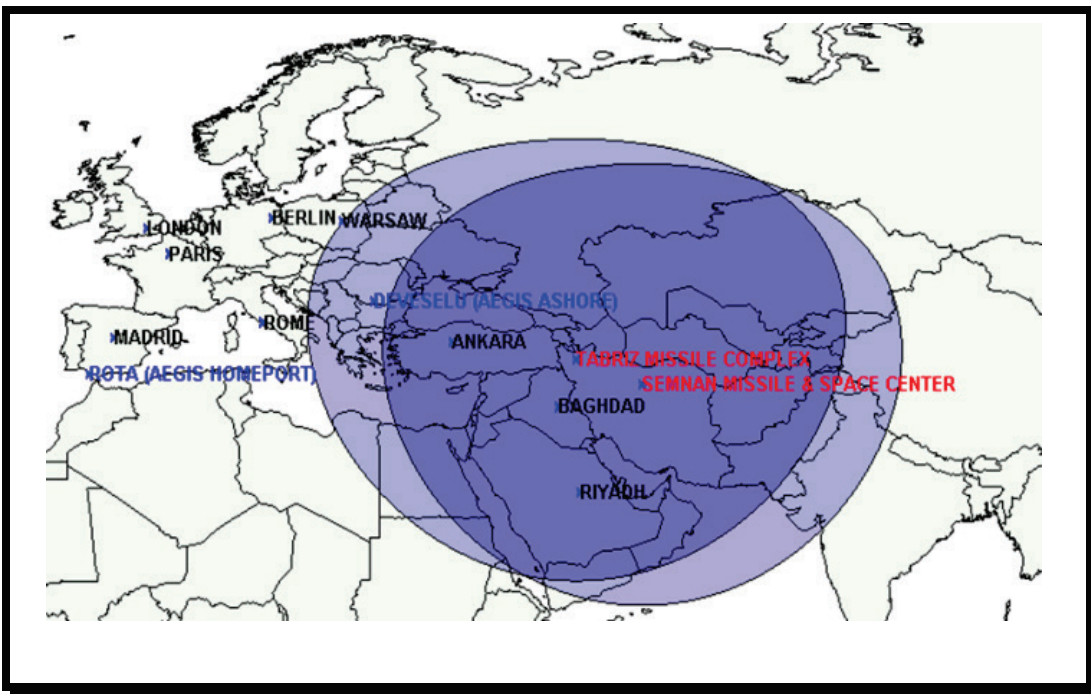 BERLIN
WARSAW
LONDON
PARIS
DEVESELU (AEGIS ASHORE)
ROME
MADRID
ANKARA
TABRIZ MISSILE COMPLEX
ROTA (AEGIS HOMEPORT)
SEMNAN MISSILE & SPACE CENTER
BAGHDAD
RIYADH